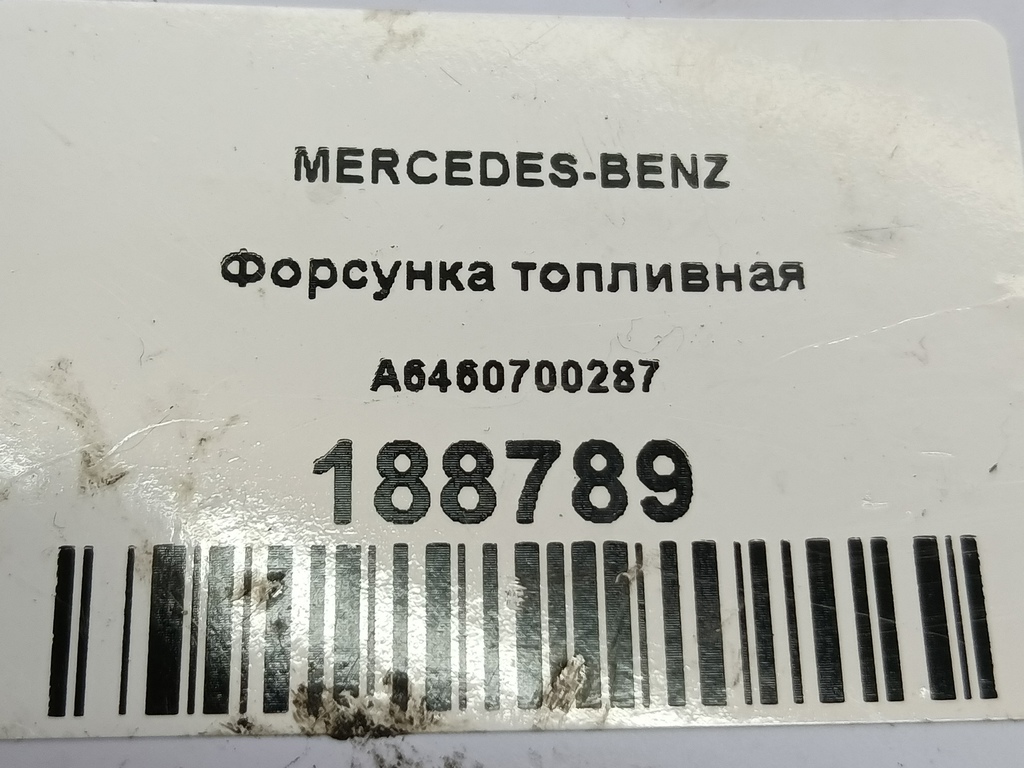 MERCEDES-BENZ
Форсунка топливная
A6460700287
188789